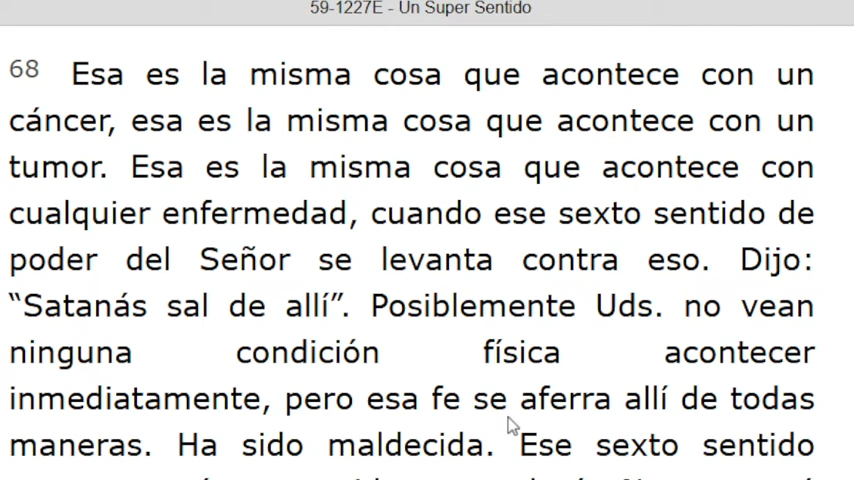 59-1227E - Un Super Sentido
68 Esa es la misma cosa que acontece con un
cáncer, esa es la misma cosa que acontece con un
tumor. Esa es la misma cosa que acontece con
cualquier enfermedad, cuando ese sexto sentido de
poder del Señor se levanta contra eso. Dijo:
“Satanás sal de allí”. Posiblemente Uds. no vean
ninguna condición física acontecer
inmediatamente, pero esa fe se aferra allí de todas
maneras. Ha sido maldecida. Ese sexto sentido